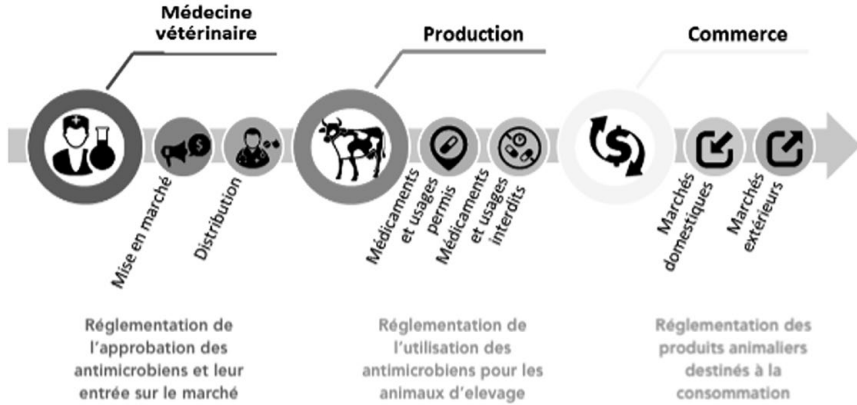 Médecine
vétérinaire
Production
Commerce
Mise en marché
Distribution
Médicaments
et usages
permis
Médicaments
et usages
interdits
Marchés
domestiques
Marchés
extérieurs
Réglementation de
l'approbation des
antimicrobiens et leur
entrée sur le marché
Réglementation de
l'utilisation des
antimicrobiens pour les
animaux d'elevage
Réglementation des
produits animaliers
destinés à la
consommation